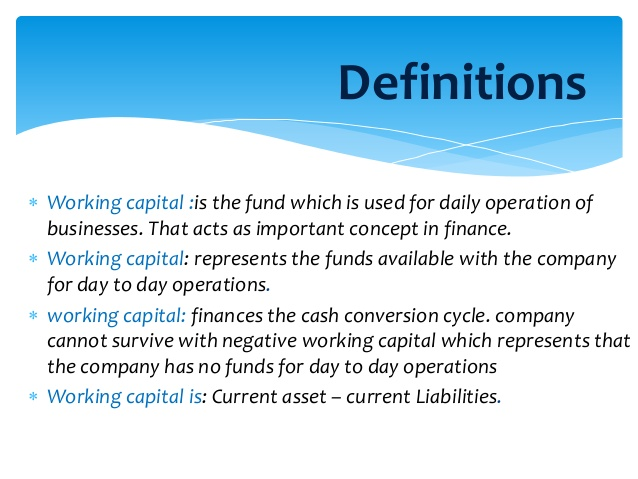 Definitions
* Working capital :is the fund which is used for daily operation of
businesses. That acts as important concept in finance.
* Working capital: represents the funds available with the company
for day to day operations.
* working capital: finances the cash conversion cycle. company
cannot survive with negative working capital which represents that
the company has no funds for day to day operations
* Working capital is: Current asset – current Liabilities.